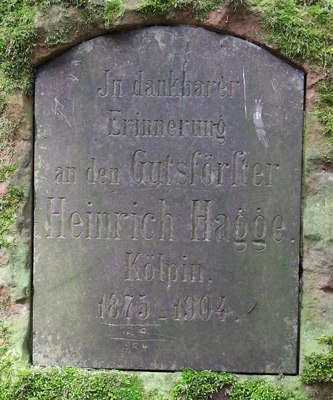 In dankbarer
Erinnerung
an den Gutsförster
Heinrich Hagge.
Kölpin.
1875-1904.